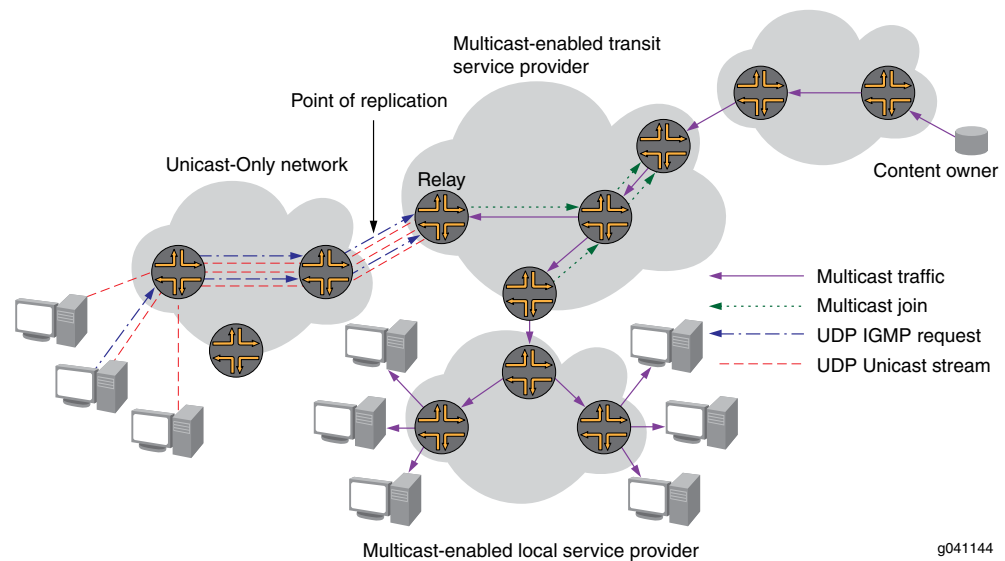 Multicast-enabled transit
service provider
Point of replication
Unicast-Only network
Relay
Content owner
Multicast traffic
Multicast join
UDP IGMP request
UDP Unicast stream
Multicast-enabled local service provider
g041144